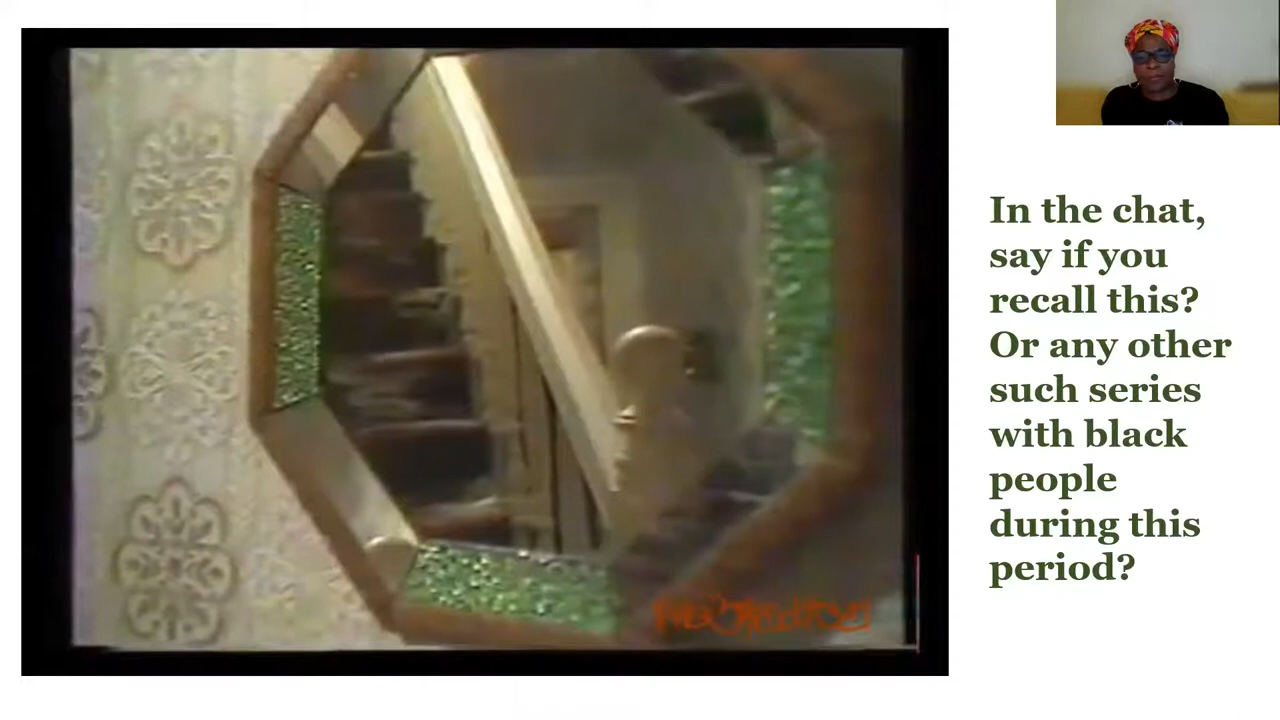 In the chat,
say if you
recall this?
Or any other
such series
with black
people
during this
period?